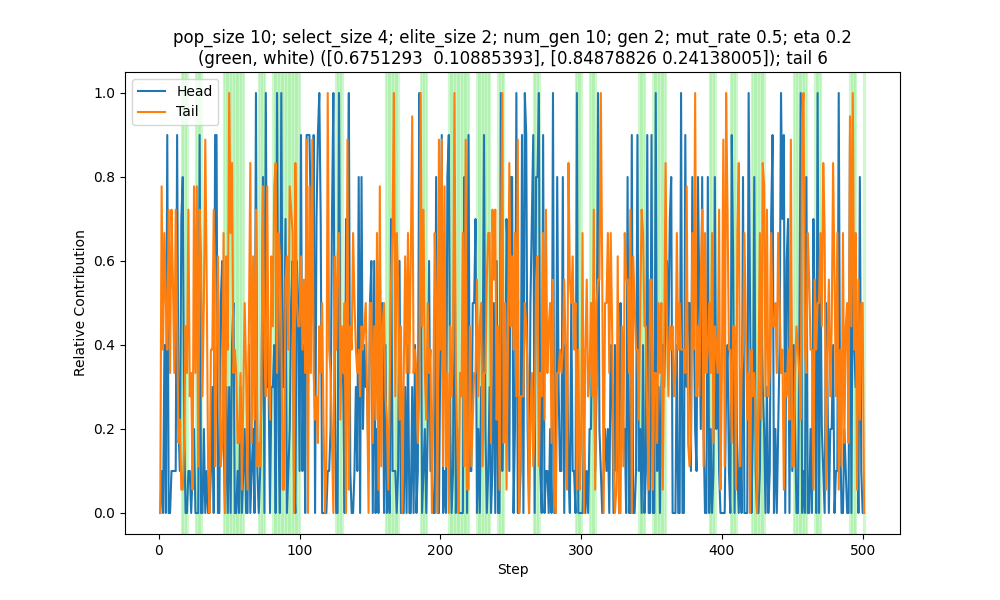 pop_size 10; select_size 4; elite_size 2; num_gen 10; gen 2; mut_rate 0.5; eta 0.2
(green, white) ([0.6751293  0.10885393], [0.84878826 0.24138005]); tail 6
Head
Tail
1.0
0.8
0.6
0.4
0.2
0.0
Relative Contribution
0
100
200
300
400
500
Step